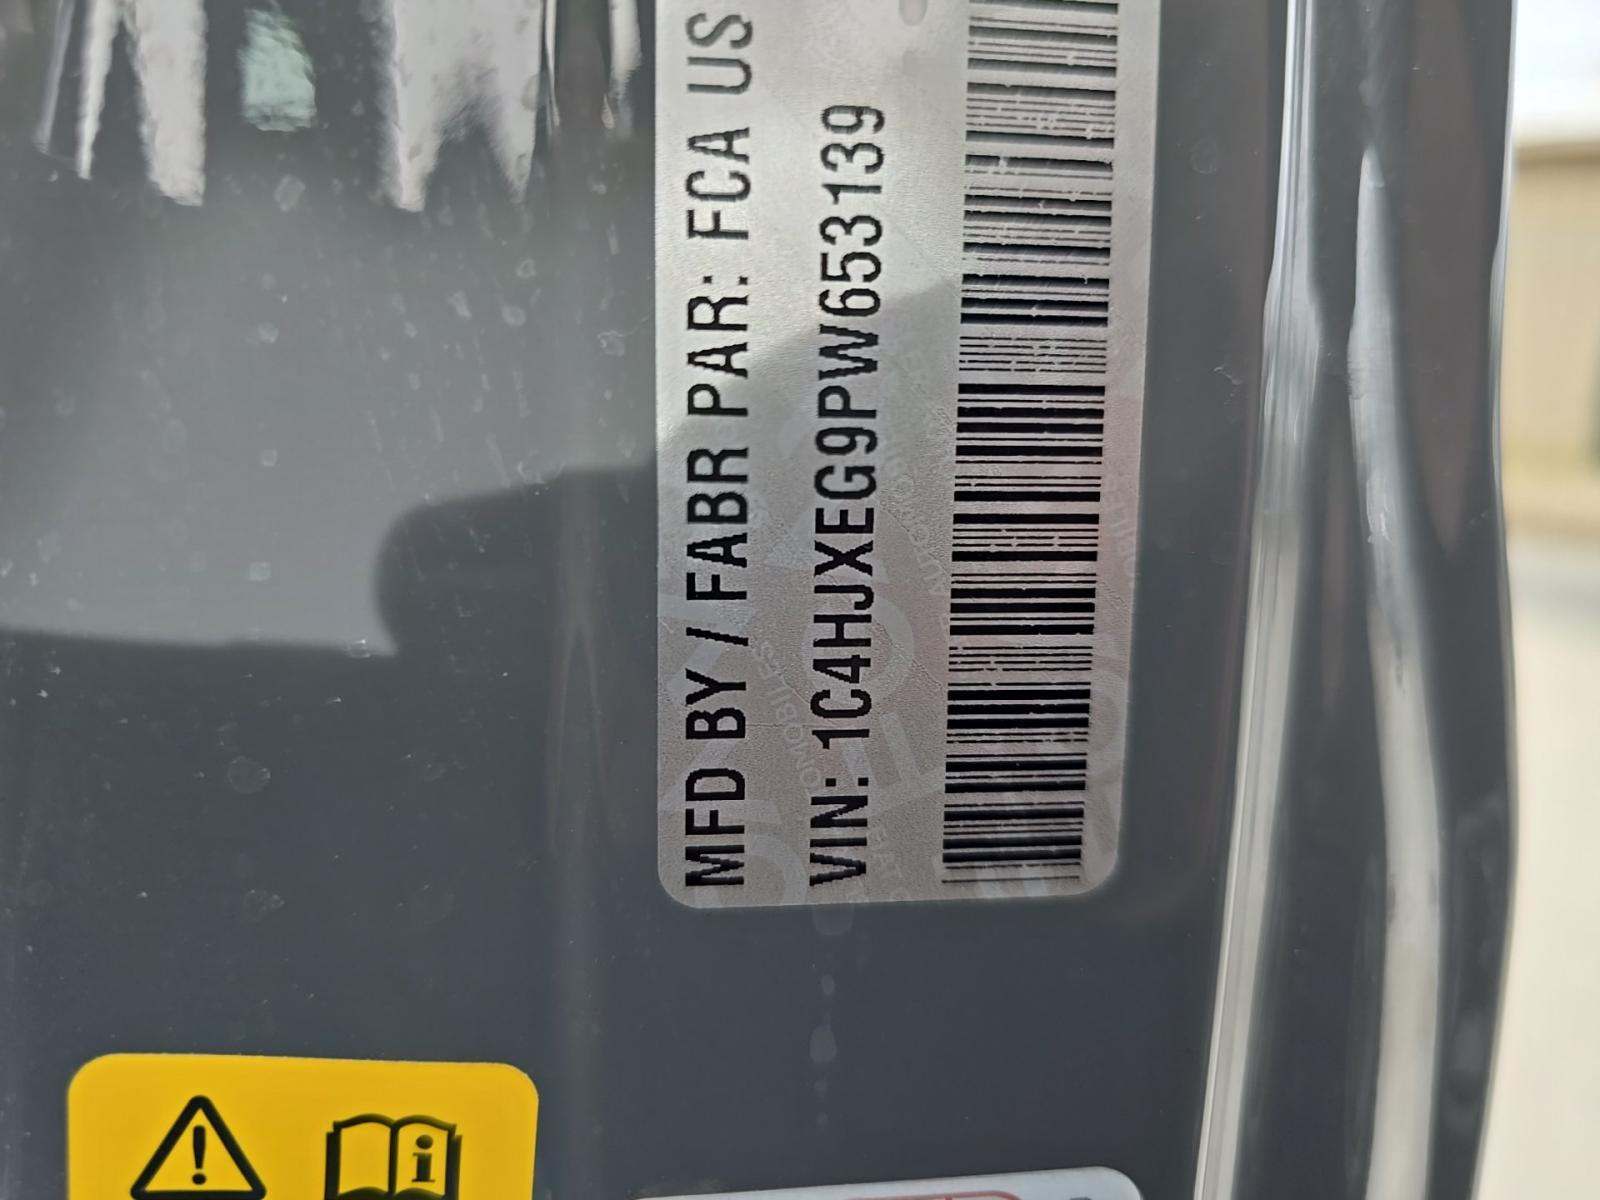 MFD BY / FABR PAR: FCA US
VIN: 1C4HJXEG9PW653139